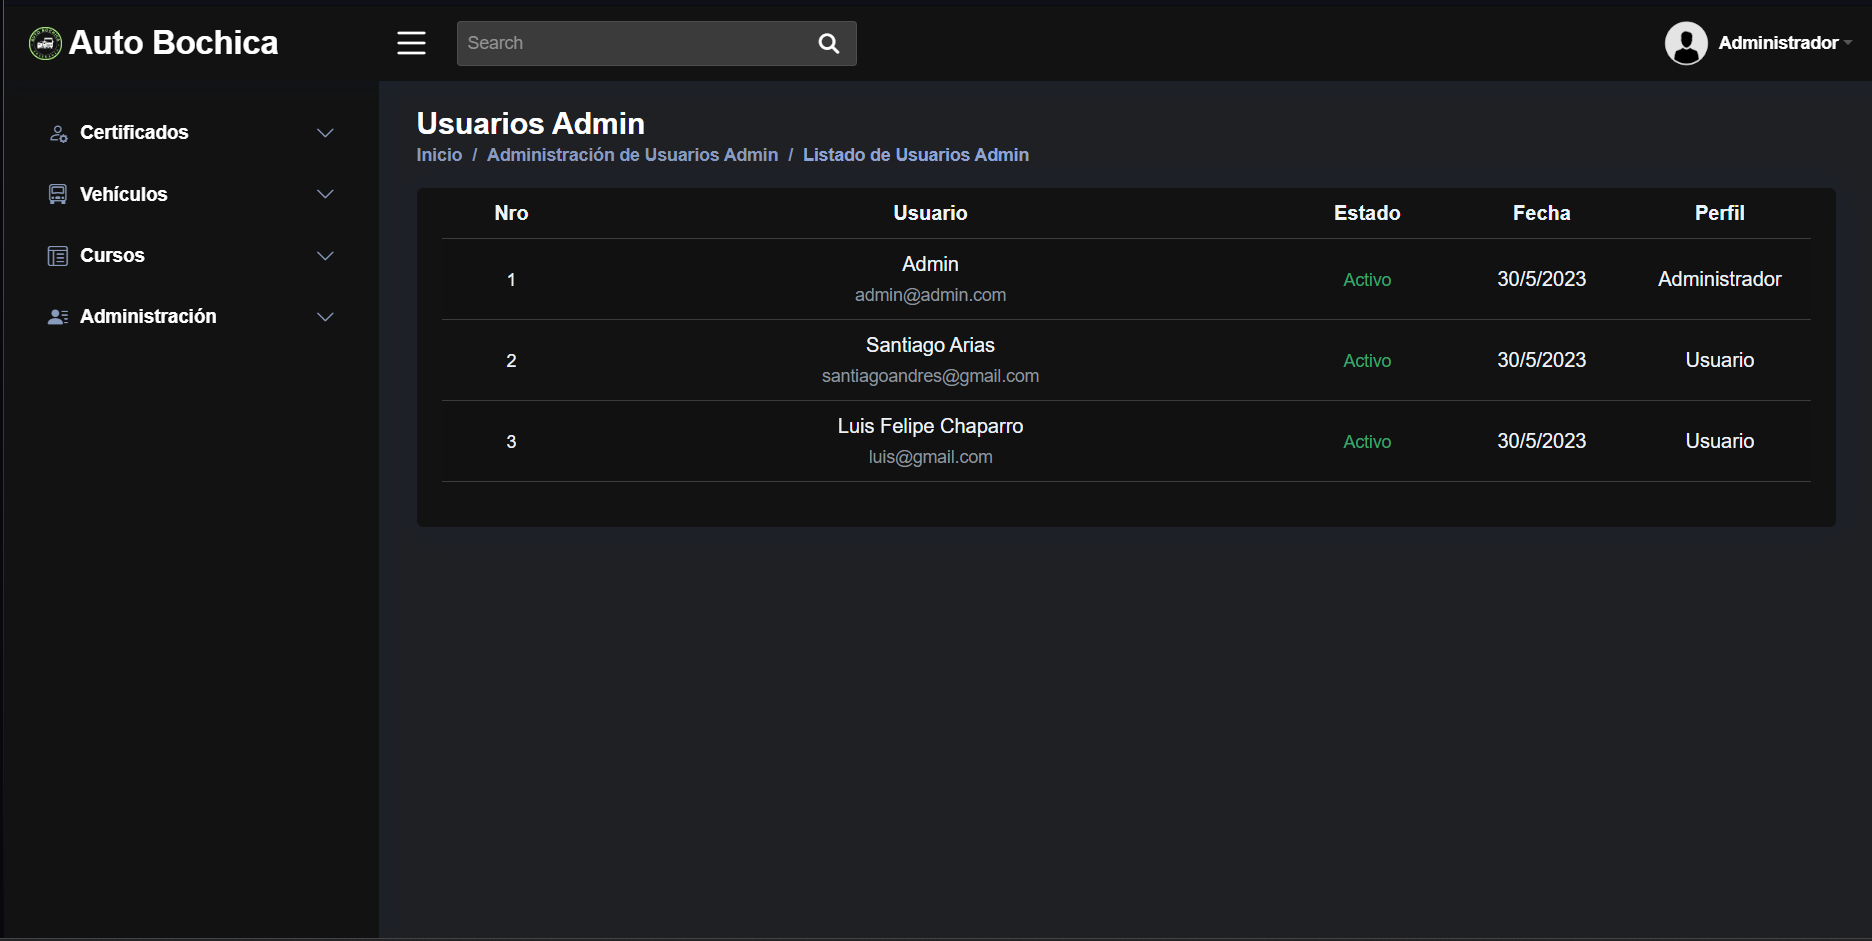 Auto Bochica
Search
Administrador
Certificados
Vehículos
Cursos
Administración
Usuarios Admin
Inicio / Administración de Usuarios Admin / Listado de Usuarios Admin
Nro Usuario Estado Fecha Perfil
1 Admin Activo 30/5/2023 Administrador
admin@admin.com
2 Santiago Arias Activo 30/5/2023 Usuario
santiagoandres@gmail.com
3 Luis Felipe Chaparro Activo 30/5/2023 Usuario
luis@gmail.com